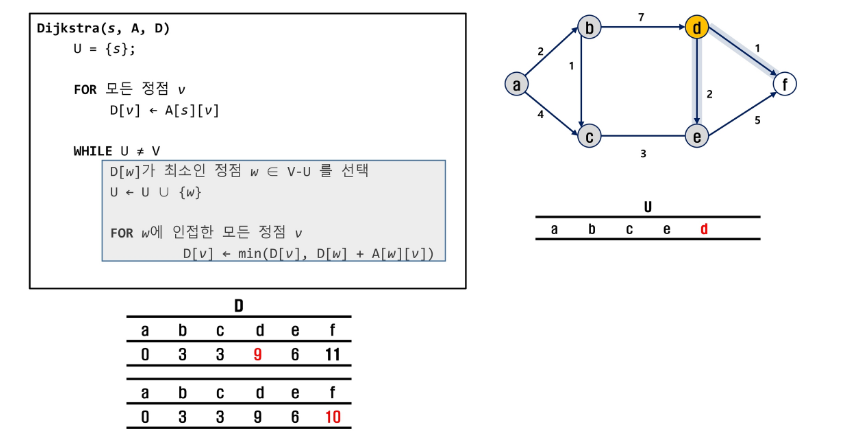 Dijkstra(s, A, D)
U = {s};
FOR 모든 정점 v
D[v] ← A[s][v]
WHILE U ≠ V
D[w]가 최소인 정점 w ∈ V-U 를 선택
U ← U ∪ {w}
FOR w에 인접한 모든 정점 v
D[v] ← min(D[v], D[w] + A[w][v])
b 7 d
2 1 1
a 2 f
4 5
c 3 e
U
a b c e d
D
a b c d e f
0 3 3 9 6 11
a b c d e f
0 3 3 9 6 10